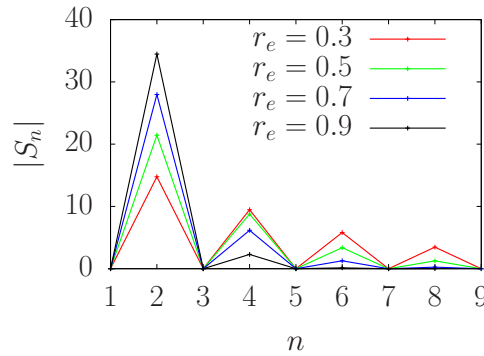 40
30
20
10
0
|S_n|
r_e = 0.3
r_e = 0.5
r_e = 0.7
r_e = 0.9
1 2 3 4 5 6 7 8 9
n